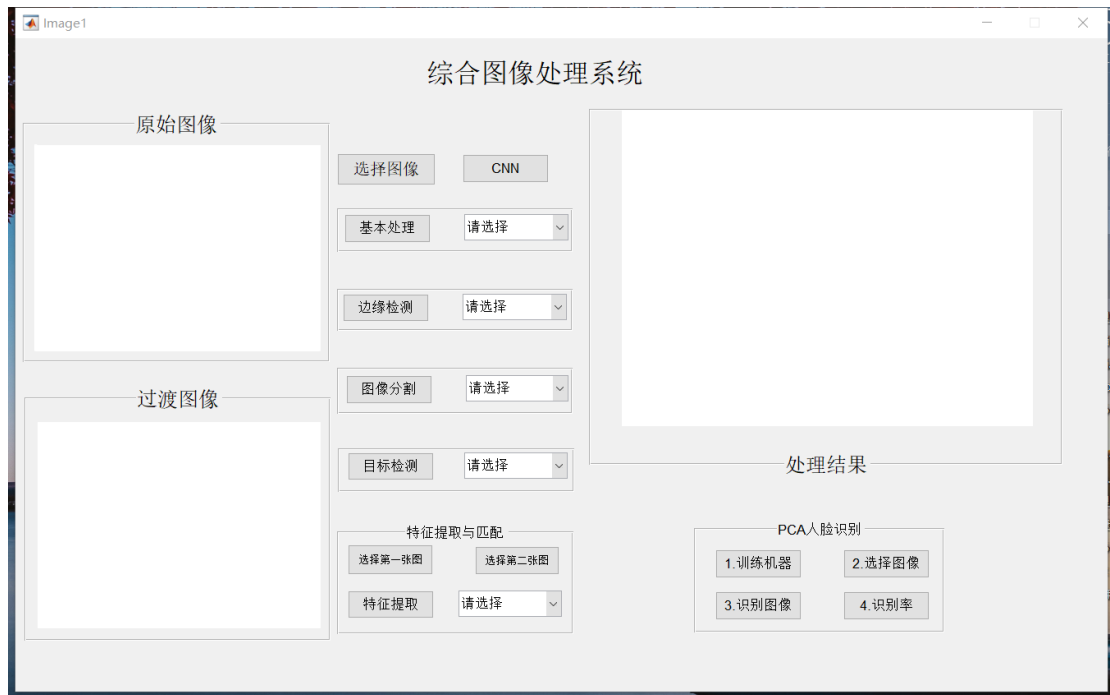 Image1
综合图像处理系统
原始图像
选择图像
CNN
基本处理
请选择
边缘检测
请选择
图像分割
请选择
过渡图像
目标检测
请选择
处理结果
特征提取与匹配
选择第一张图
选择第二张图
特征提取
请选择
PCA人脸识别
1.训练机器
2.选择图像
3.识别图像
4.识别率